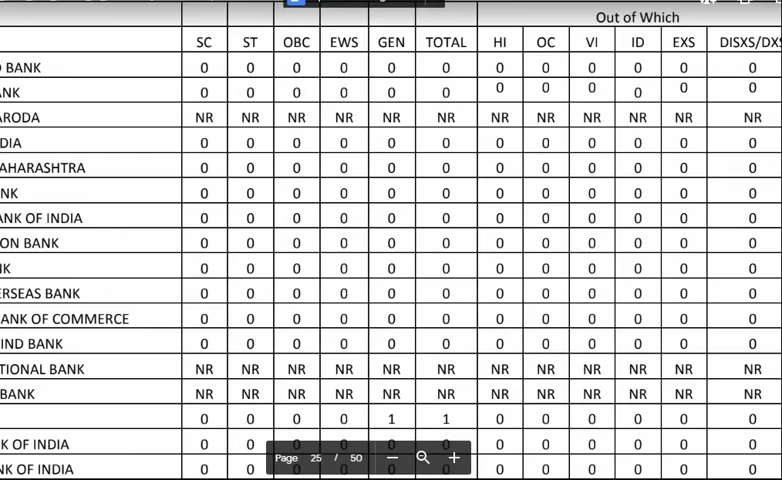 Out of Which
SC ST OBC EWS GEN TOTAL HI OC VI ID EXS DISXS/DXS
BANK 0 0 0 0 0 0 0 0 0 0 0 0
ANK 0 0 0 0 0 0 0 0 0 0 0 0
ARODA NR NR NR NR NR NR NR NR NR NR NR NR
DIA 0 0 0 0 0 0 0 0 0 0 0 0
AHARASHTRA 0 0 0 0 0 0 0 0 0 0 0 0
NK 0 0 0 0 0 0 0 0 0 0 0 0
ANK OF INDIA 0 0 0 0 0 0 0 0 0 0 0 0
ON BANK 0 0 0 0 0 0 0 0 0 0 0 0
IK 0 0 0 0 0 0 0 0 0 0 0 0
ERSEAS BANK 0 0 0 0 0 0 0 0 0 0 0 0
ANK OF COMMERCE 0 0 0 0 0 0 0 0 0 0 0 0
IND BANK 0 0 0 0 0 0 0 0 0 0 0 0
TIONAL BANK NR NR NR NR NR NR NR NR NR NR NR NR
BANK NR NR NR NR NR NR NR NR NR NR NR NR
0 0 0 0 1 1 0 0 0 0 0 0
K OF INDIA 0 0 0 0 0 0 0 0 0 0 0 0
NK OF INDIA 0 0 0 0 0 0 0 0 0
Page 25 / 50